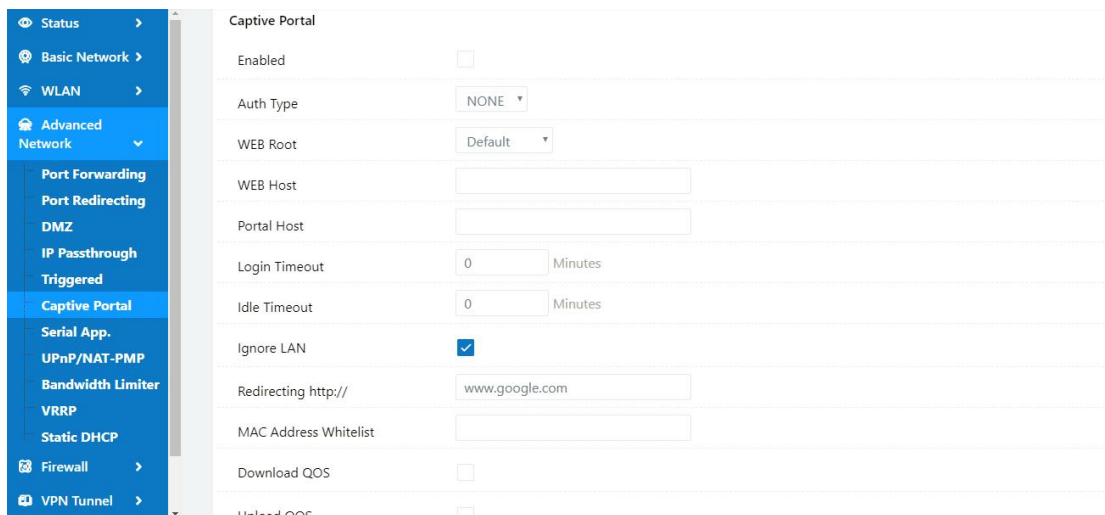 Status
Basic Network
WLAN
Advanced
Network
Port Forwarding
Port Redirecting
DMZ
IP Passthrough
Triggered
Captive Portal
Serial App.
UPnP/NAT-PMP
Bandwidth Limiter
VRRP
Static DHCP
Firewall
VPN Tunnel
Captive Portal
Enabled
Auth Type NONE
WEB Root Default
WEB Host
Portal Host
Login Timeout 0 Minutes
Idle Timeout 0 Minutes
Ignore LAN
Redirecting http:// www.google.com
MAC Address Whitelist
Download QOS
Upload QOS